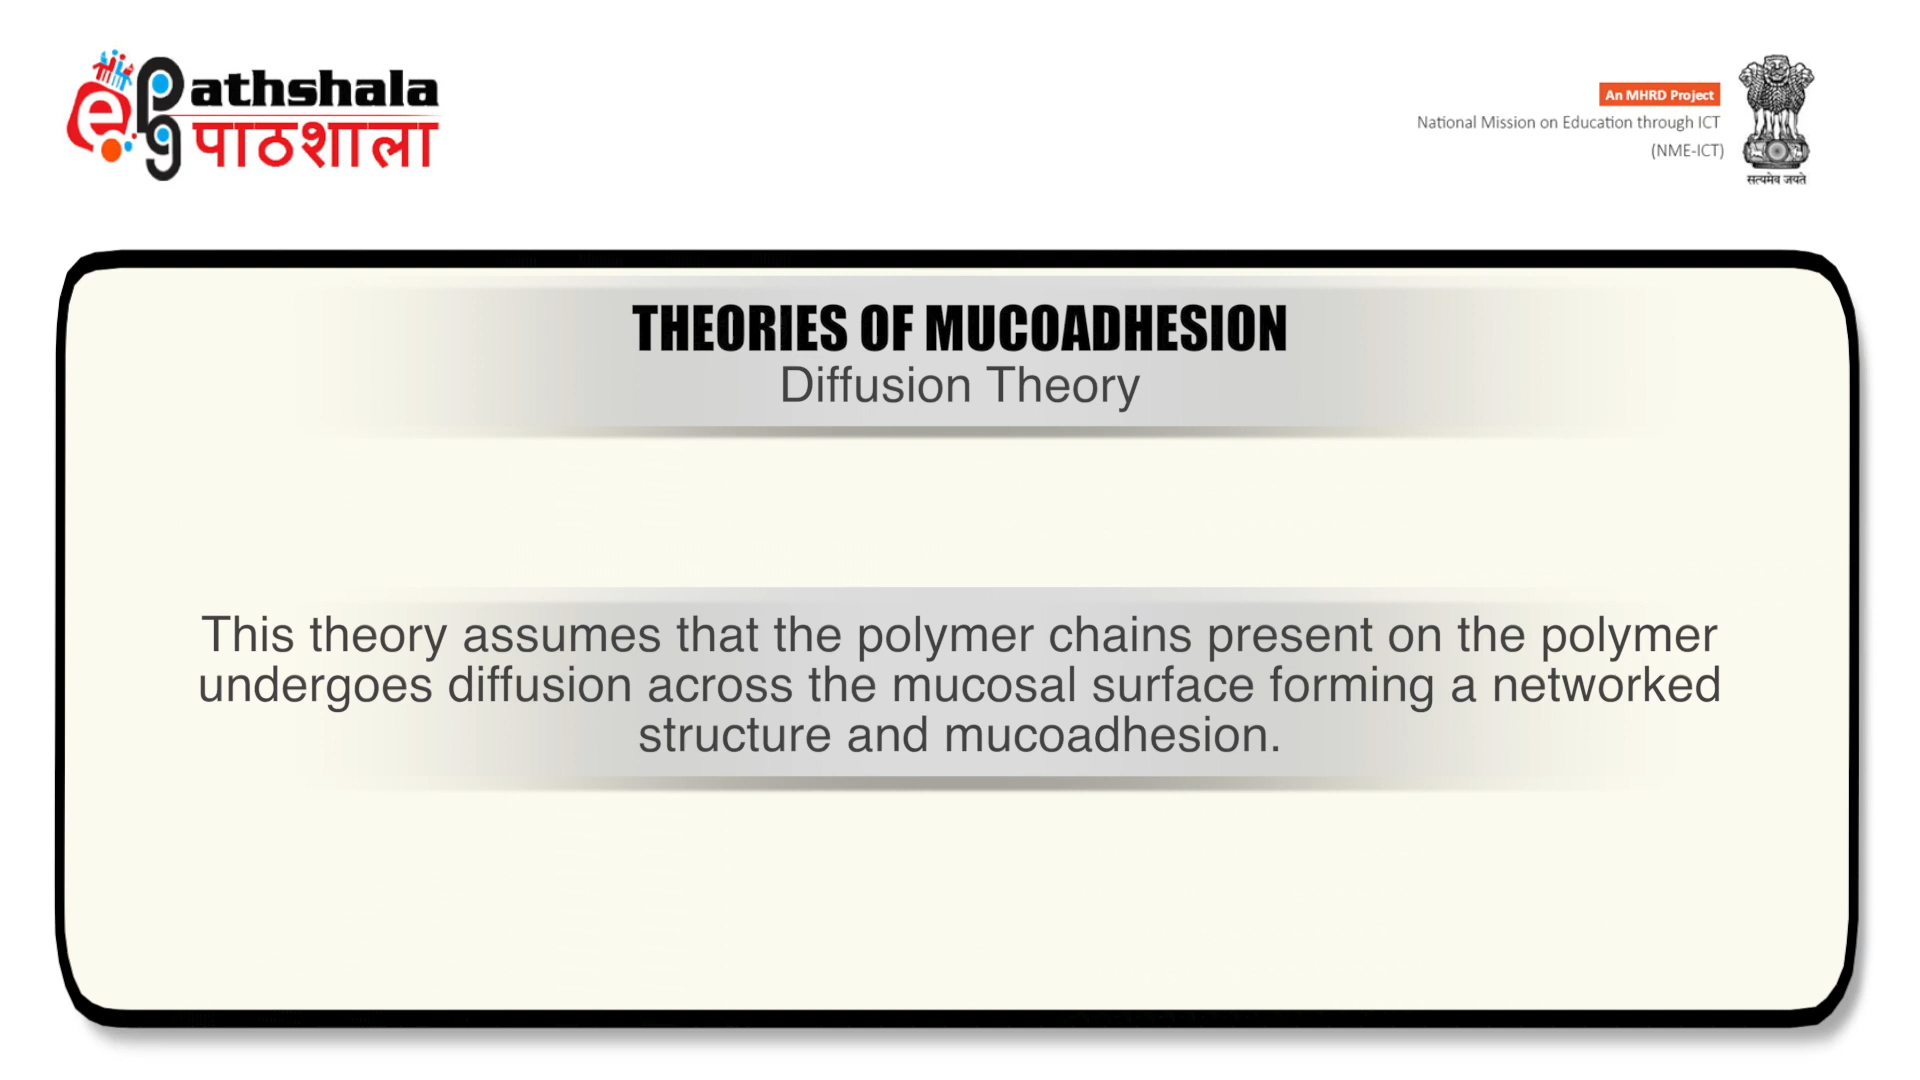 e pg Pathshala
पाठशाला
An MHRD Project
National Mission on Education through ICT
(NME-ICT)
सत्यमेव जयते
THEORIES OF MUCOADHESION
Diffusion Theory
This theory assumes that the polymer chains present on the polymer
undergoes diffusion across the mucosal surface forming a networked
structure and mucoadhesion.